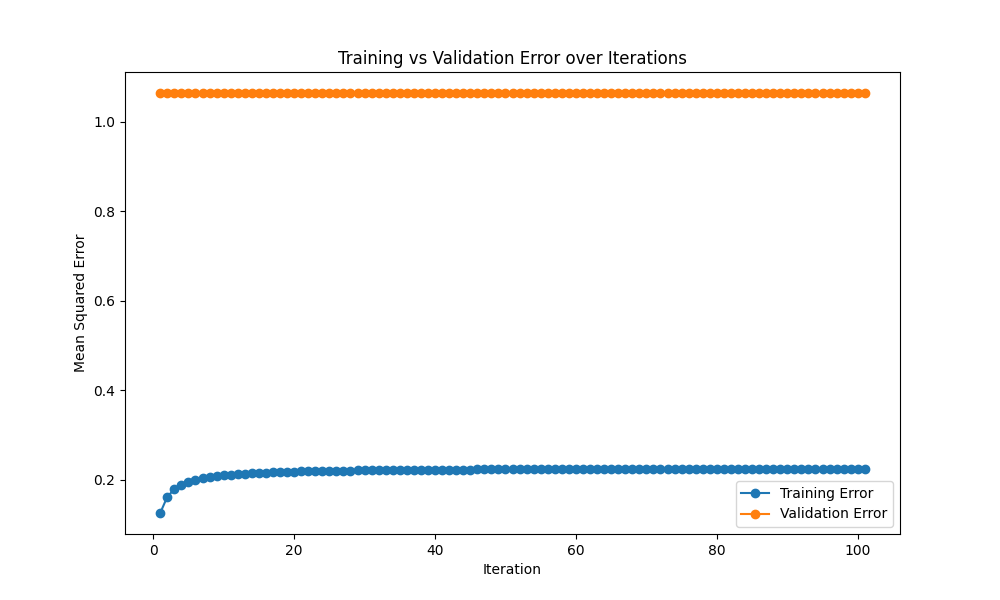 Training vs Validation Error over Iterations
Mean Squared Error
1.0
0.8
0.6
0.4
0.2
0
20
40
60
80
100
Iteration
Training Error
Validation Error